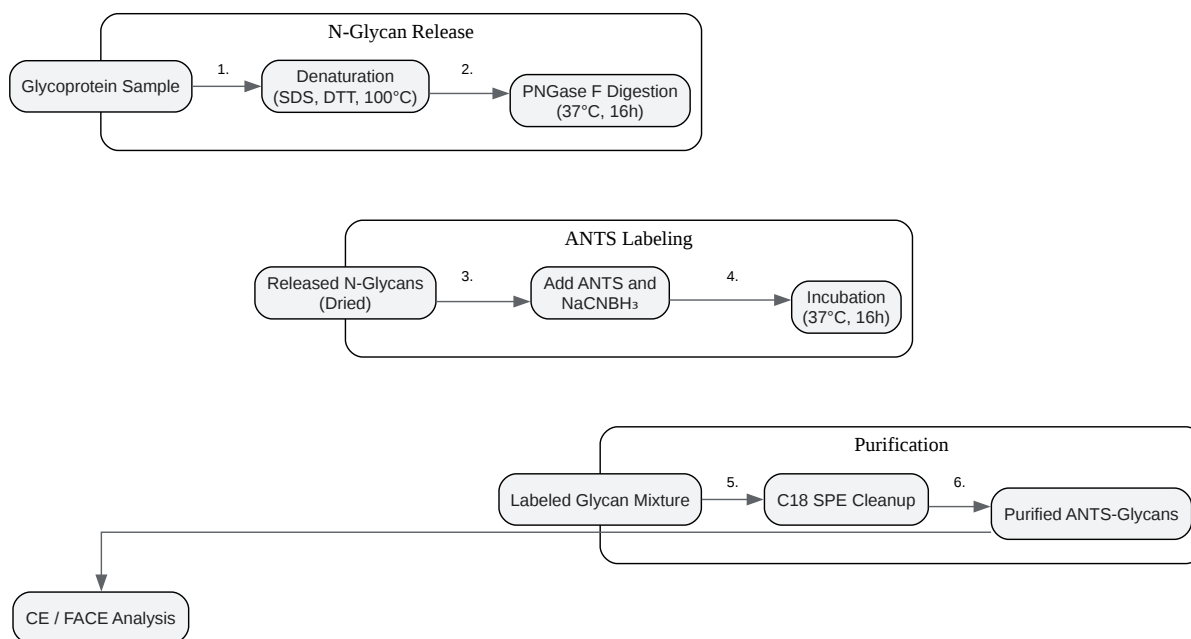 N-Glycan Release
Glycoprotein Sample
1.
Denaturation
(SDS, DTT, 100°C)
2.
PNGase F Digestion
(37°C, 16h)
ANTS Labeling
Released N-Glycans
(Dried)
3.
Add ANTS and
NaCNBH₃
4.
Incubation
(37°C, 16h)
Purification
Labeled Glycan Mixture
5.
C18 SPE Cleanup
6.
Purified ANTS-Glycans
CE / FACE Analysis